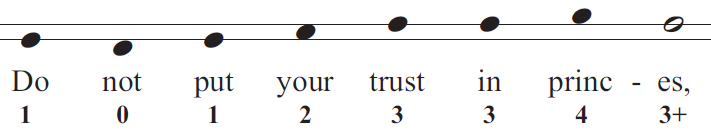 Do not put your trust in princ - es,
1 0 1 2 3 3 4 3+